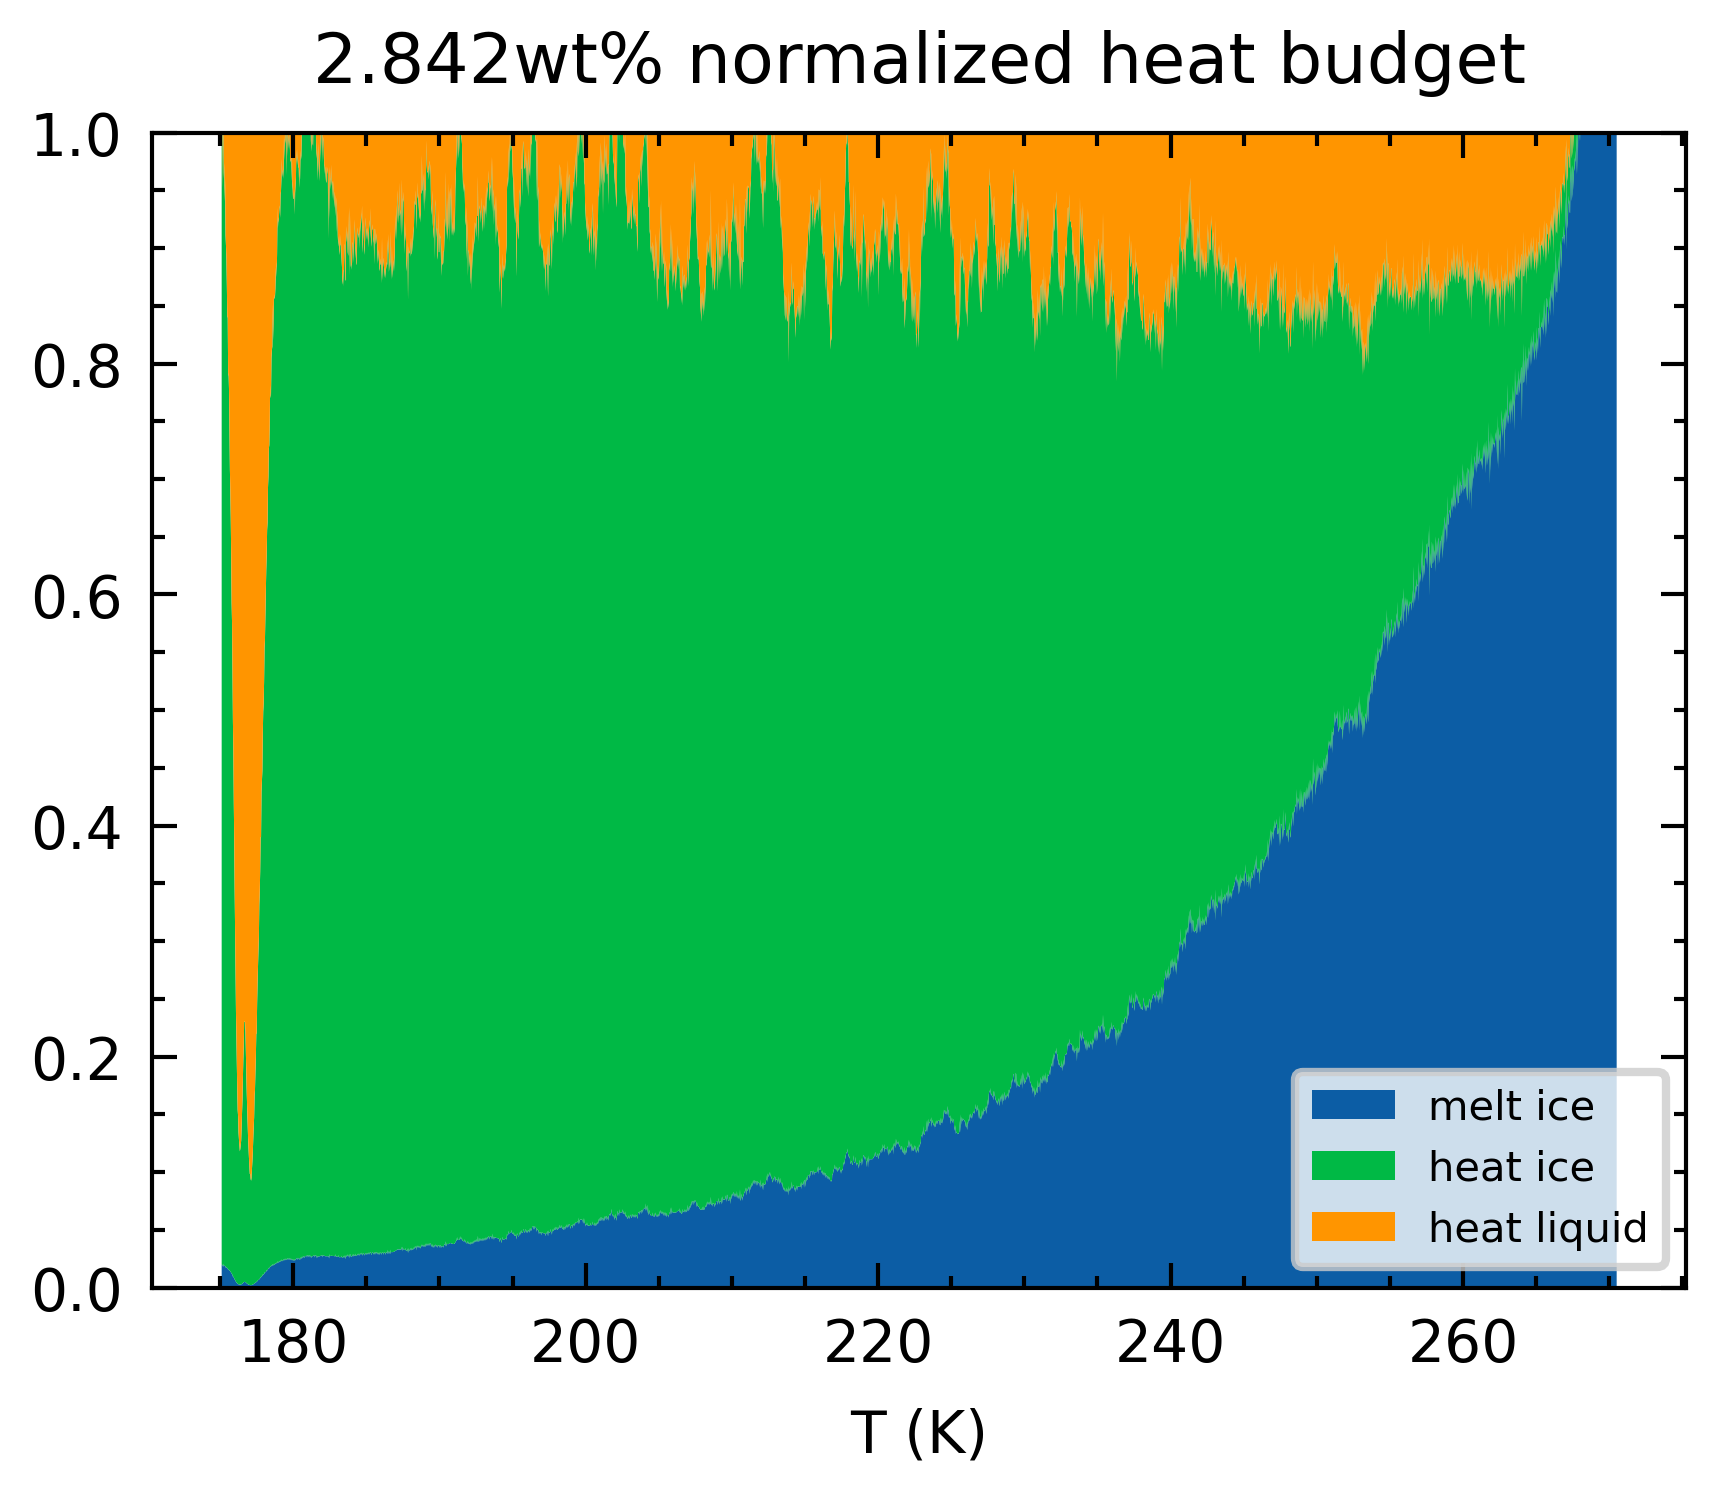 2.842wt% normalized heat budget
1.0
0.8
0.6
0.4
0.2
0.0
180 200 220 240 260
T (K)
melt ice
heat ice
heat liquid